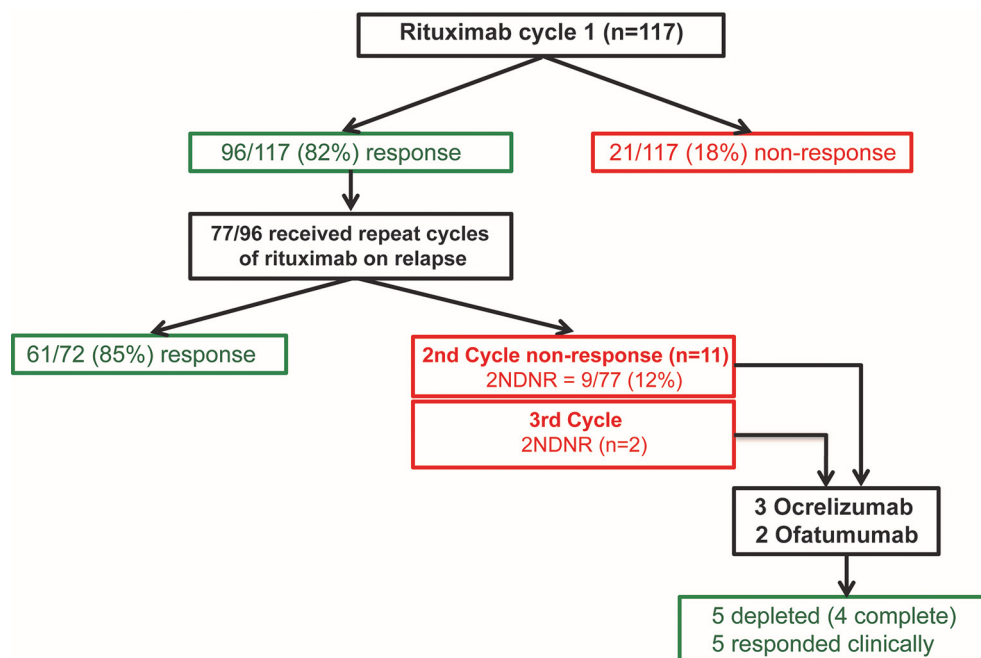 Rituximab cycle 1 (n=117)
96/117 (82%) response
21/117 (18%) non-response
77/96 received repeat cycles
of rituximab on relapse
61/72 (85%) response
2nd Cycle non-response (n=11)
2NDNR = 9/77 (12%)
3rd Cycle
2NDNR (n=2)
3 Ocrelizumab
2 Ofatumumab
5 depleted (4 complete)
5 responded clinically